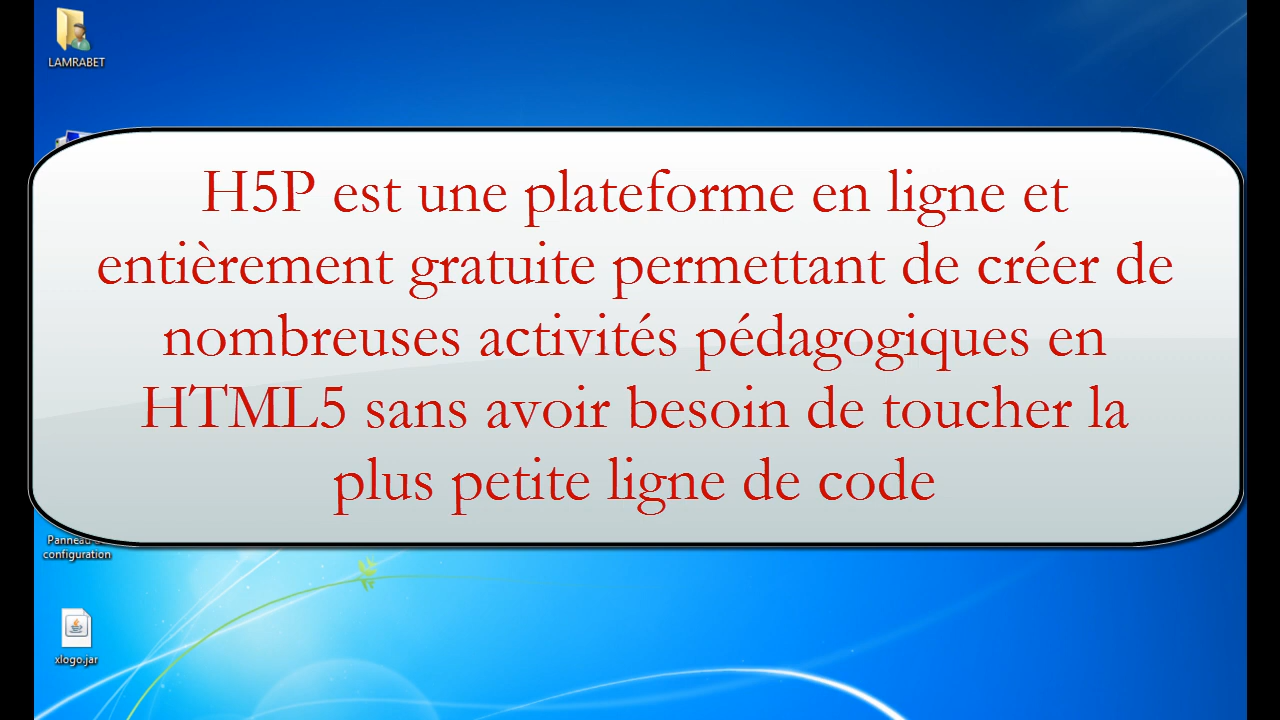 LAMRABET
H5P est une plateforme en ligne et
entièrement gratuite permettant de créer de
nombreuses activités pédagogiques en
HTML5 sans avoir besoin de toucher la
plus petite ligne de code
Panneau
configuration
xlogo.jar